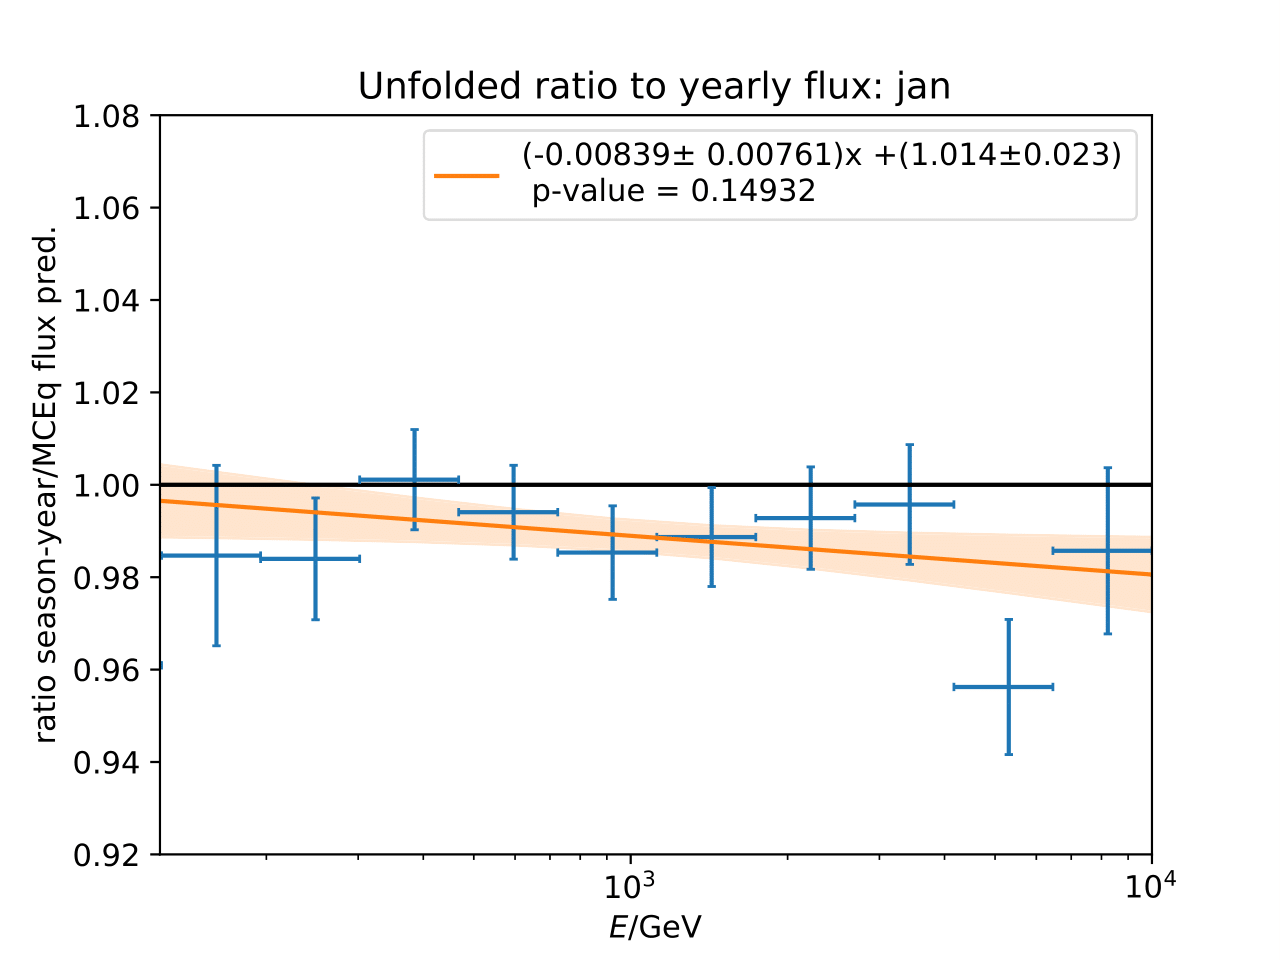 Unfolded ratio to yearly flux: jan
(-0.00839± 0.00761)x +(1.014±0.023)
p-value = 0.14932
ratio season-year/MCEq flux pred.
1.08
1.06
1.04
1.02
1.00
0.98
0.96
0.94
0.92
10³
10⁴
E/GeV